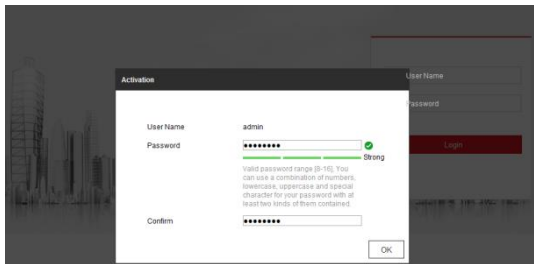 User Name
Password
Login
Activation
User Name admin
Password ●●●●●●●●
Strong
Valid password range [8-16]. You
can use a combination of numbers,
lowercase, uppercase and special
character for your password with at
least two kinds of them contained.
Confirm ●●●●●●●●
OK